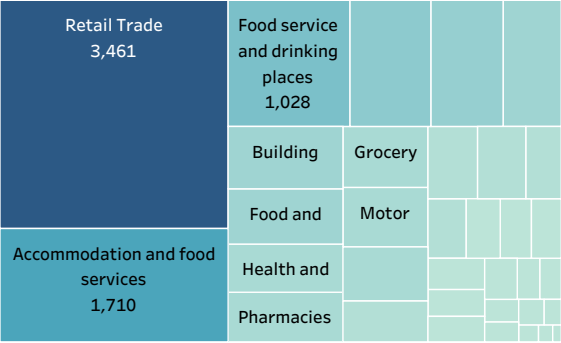 Retail Trade
3,461
Accommodation and food
services
1,710
Food service
and drinking
places
1,028
Building
Food and
Health and
Pharmacies
Grocery
Motor